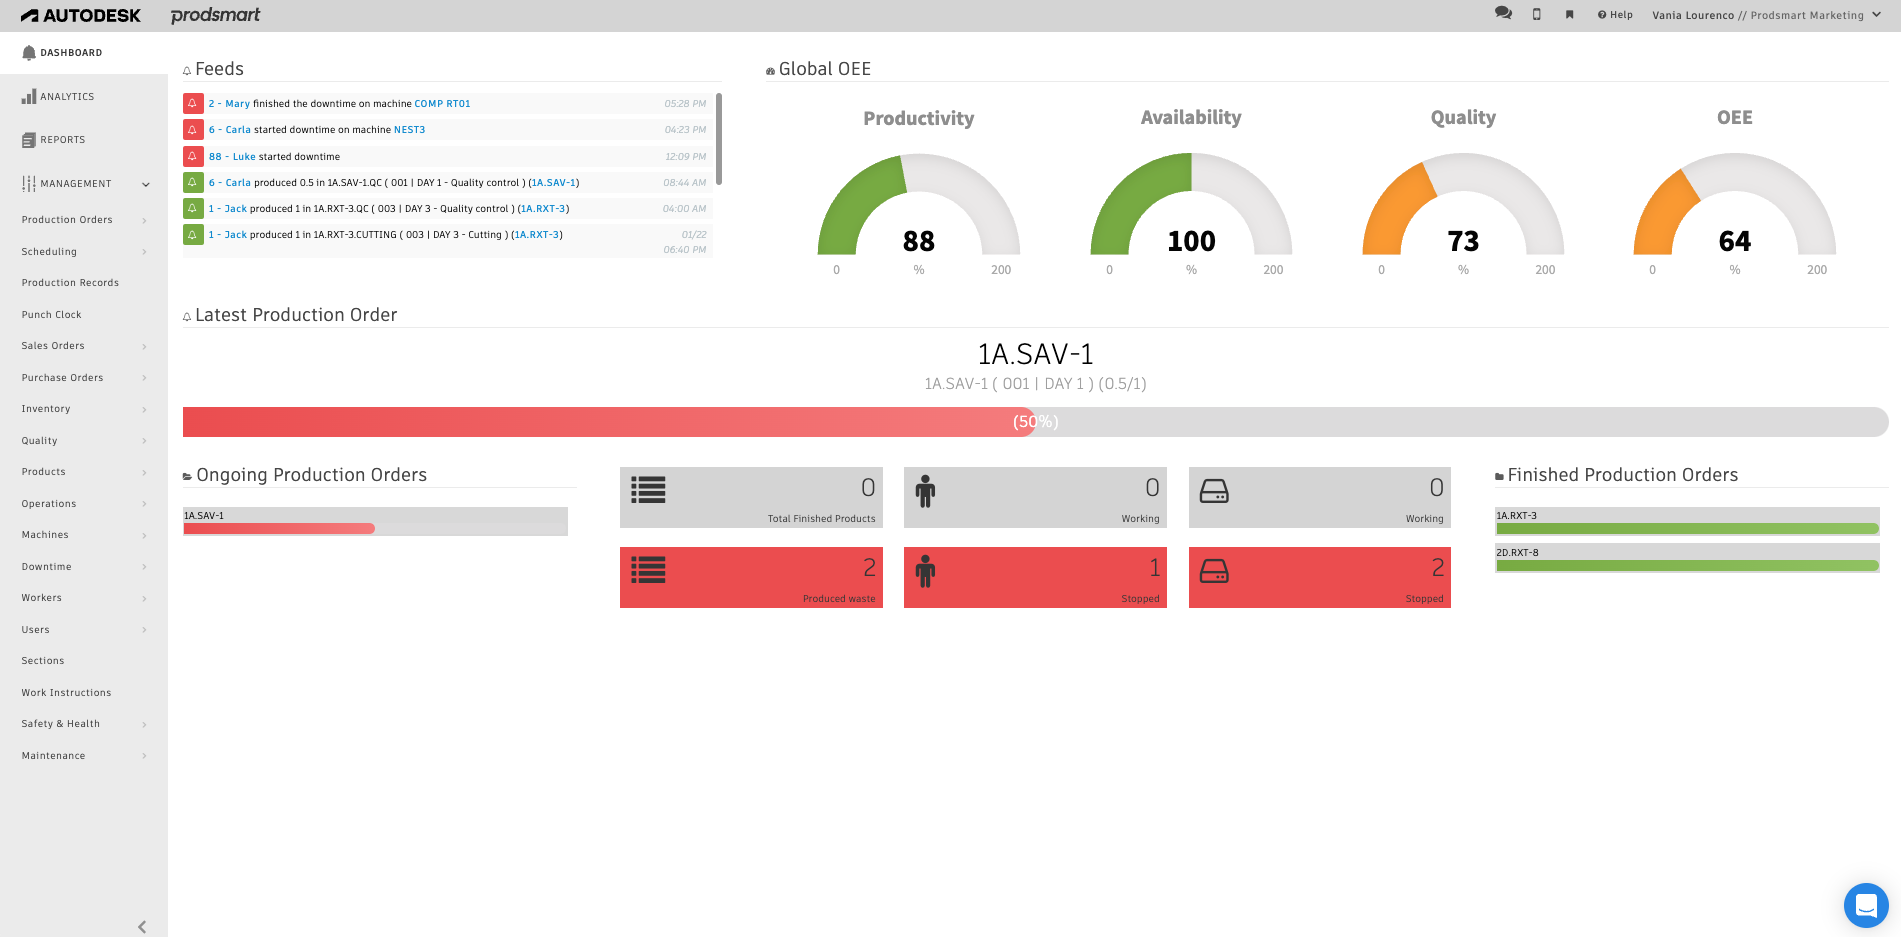 AUTODESK prodsmart
Help Vania Lourenco // Prodsmart Marketing
DASHBOARD
ANALYTICS
REPORTS
MANAGEMENT
Production Orders
Scheduling
Production Records
Punch Clock
Sales Orders
Purchase Orders
Inventory
Quality
Products
Operations
Machines
Downtime
Workers
Users
Sections
Work Instructions
Safety & Health
Maintenance
Feeds
2 - Mary finished the downtime on machine COMP RT01 05:28 PM
6 - Carla started downtime on machine NEST3 04:23 PM
88 - Luke started downtime 12:09 PM
6 - Carla produced 0.5 in 1A.SAV-1.QC ( 001 | DAY 1 - Quality control ) (1A.SAV-1) 08:44 AM
1 - Jack produced 1 in 1A.RXT-3.QC ( 003 | DAY 3 - Quality control ) (1A.RXT-3) 04:00 AM
1 - Jack produced 1 in 1A.RXT-3.CUTTING ( 003 | DAY 3 - Cutting ) (1A.RXT-3) 01/22
06:40 PM
Global OEE
Productivity
88
0 % 200
Availability
100
0 % 200
Quality
73
0 % 200
OEE
64
0 % 200
Latest Production Order
1A.SAV-1
1A.SAV-1 ( 001 | DAY 1 ) (0.5/1)
(50%)
Ongoing Production Orders
1A.SAV-1
0
Total Finished Products
0
Working
0
Working
2
Produced waste
1
Stopped
2
Stopped
Finished Production Orders
1A.RXT-3
2D.RXT-8